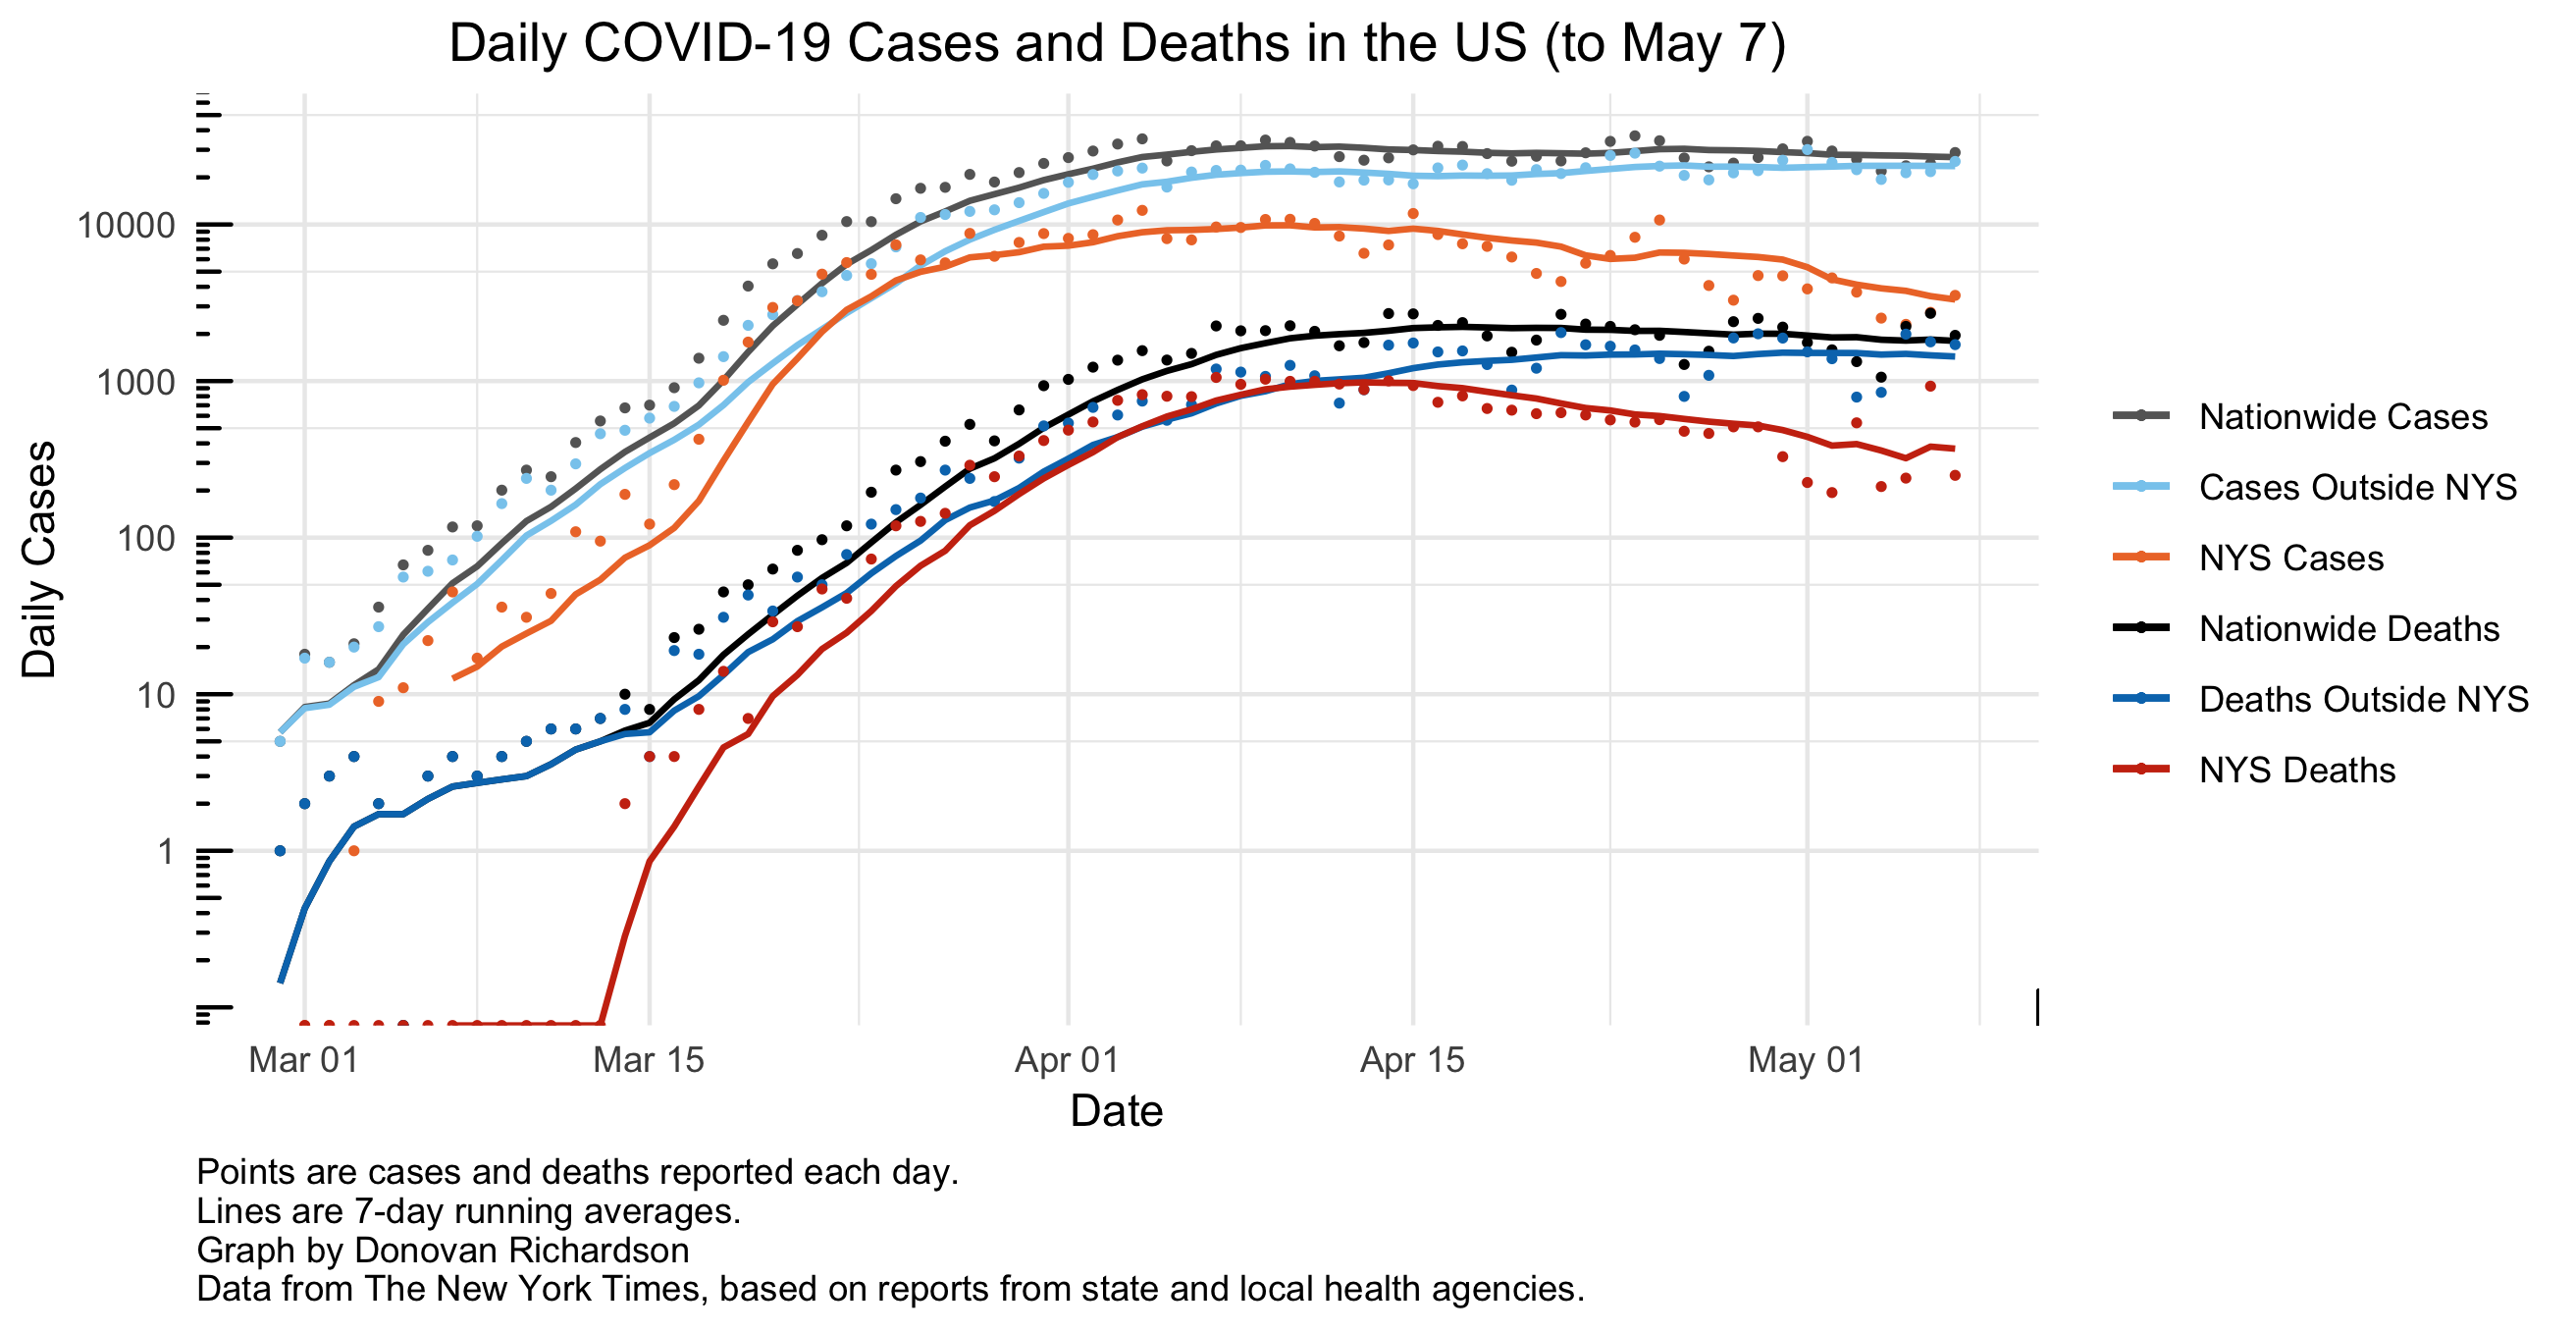 Daily COVID-19 Cases and Deaths in the US (to May 7)
Daily Cases
10000
1000
100
10
1
Mar 01
Mar 15
Apr 01
Apr 15
May 01
Date
Nationwide Cases
Cases Outside NYS
NYS Cases
Nationwide Deaths
Deaths Outside NYS
NYS Deaths
Points are cases and deaths reported each day.
Lines are 7-day running averages.
Graph by Donovan Richardson
Data from The New York Times, based on reports from state and local health agencies.